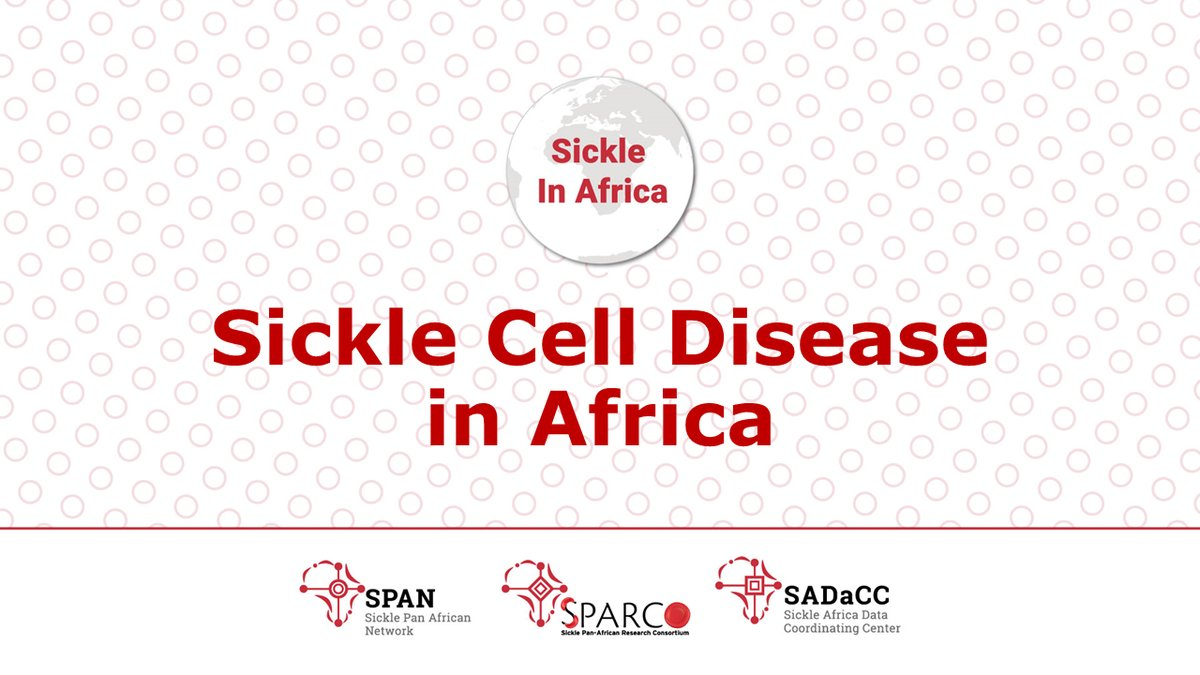 Sickle
In Africa
Sickle Cell Disease
in Africa
SPAN
Sickle Pan African
Network
SPARCO
Sickle Pan-African Research Consortium
SADaCC
Sickle Africa Data
Coordinating Center